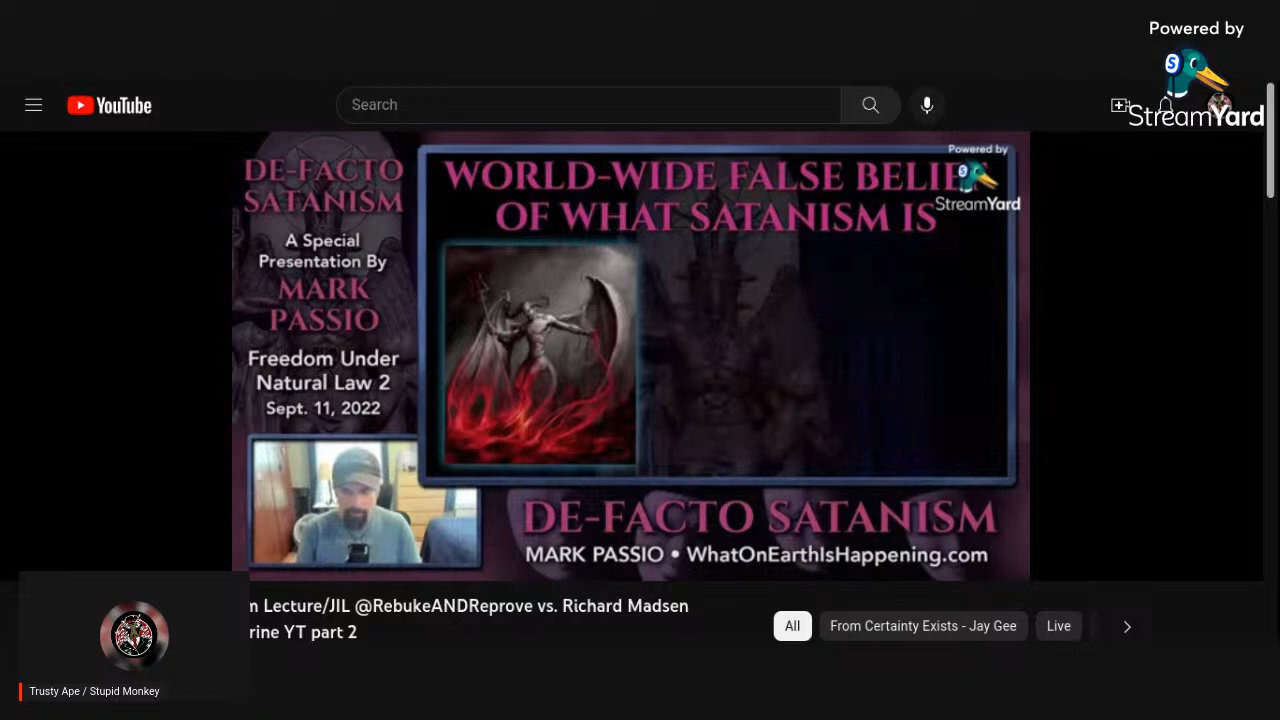 Powered by
StreamYard
YouTube
Search
DE-FACTO
SATANISM
A Special
Presentation By
MARK
PASSIO
Freedom Under
Natural Law 2
Sept. 11, 2022
Powered by
StreamYard
WORLD-WIDE FALSE
OF WHAT SATANISM IS
DE-FACTO SATANISM
MARK PASSIO • WhatOnEarthIsHappening.com
Lecture/JIL @RebukeANDReprove vs. Richard Madsen
YT part 2
All
From Certainty Exists - Jay Gee
Live
Trusty Ape / Stupid Monkey